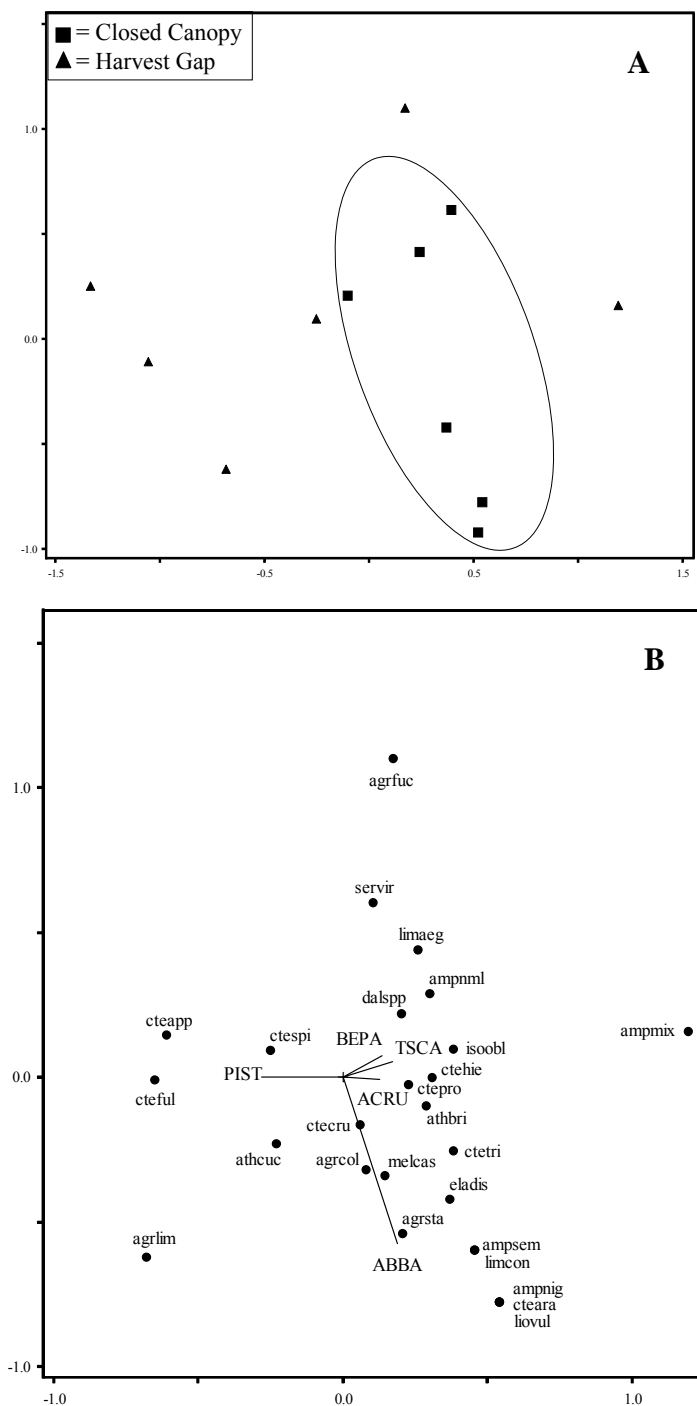 ■ = Closed Canopy
▲ = Harvest Gap
A
1.0
0.0
-1.0
-1.5
-0.5
0.5
1.5
B
1.0
agrfuc
servir
limaeg
ampnml
dalspp
cteapp
ctespi
BEPA
TSCA
isoobl
ampmix
0.0
PIST
ctehie
cteful
ACRU
ctepro
athbri
ctecru
athcuc
agrcol
melcas
ctetri
eladis
agrlim
agrsta
ampsem
limcon
ABBA
ampnig
cteara
liovul
-1.0
-1.0
0.0
1.0